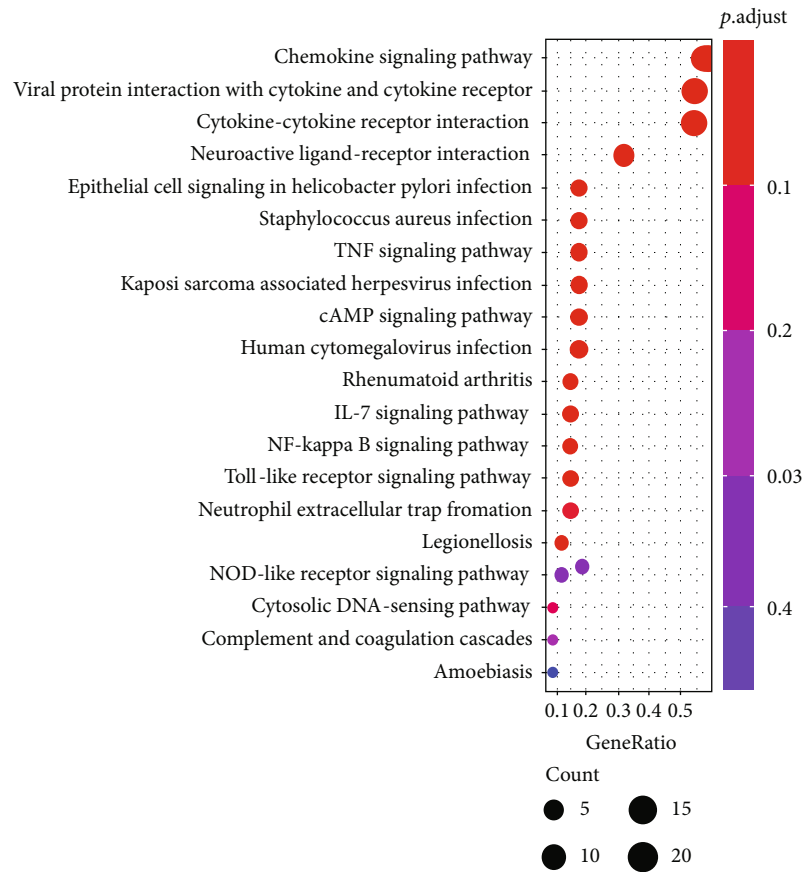 p.adjust
Chemokine signaling pathway
Viral protein interaction with cytokine and cytokine receptor
Cytokine-cytokine receptor interaction
Neuroactive ligand-receptor interaction
Epithelial cell signaling in helicobacter pylori infection
Staphylococcus aureus infection
TNF signaling pathway
Kaposi sarcoma associated herpesvirus infection
cAMP signaling pathway
Human cytomegalovirus infection
Rhenumatoid arthritis
IL-7 signaling pathway
NF-kappa B signaling pathway
Toll-like receptor signaling pathway
Neutrophil extracellular trap fromation
Legionellosis
NOD-like receptor signaling pathway
Cytosolic DNA-sensing pathway
Complement and coagulation cascades
Amoebiasis
0.1
0.2
0.03
0.4
0.1 0.2 0.3 0.4 0.5
GeneRatio
Count
5 15
10 20